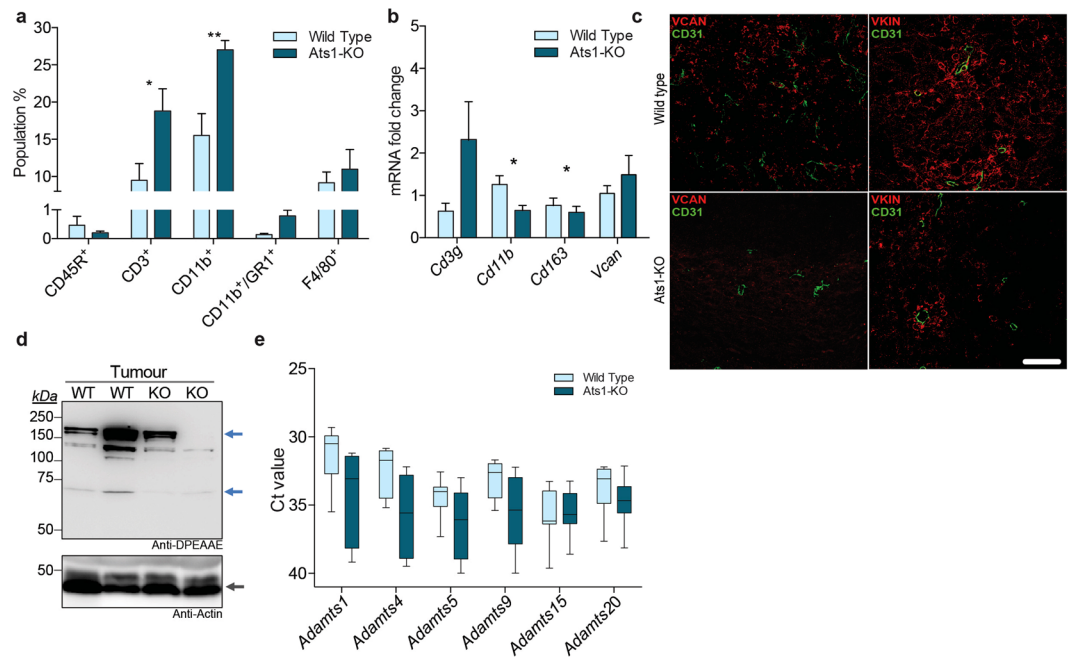 a
Population %
30
25
20
15
10
1
0
Wild Type
Ats1-KO
*
**
CD45R+
CD3+
CD11b+
CD11b+/GR1+
F4/80+
b
mRNA fold change
5
4
3
2
1
0
Wild Type
Ats1-KO
*
*
Cd3g
Cd11b
Cd163
Vcan
c
Wild type
Ats1-KO
VCAN
CD31
VKIN
CD31
VCAN
CD31
VKIN
CD31
d
Tumour
kDa
WT WT KO KO
250
150
100
75
50
Anti-DPEAAE
50
Anti-Actin
e
Ct value
25
30
35
40
Wild Type
Ats1-KO
Adamts1
Adamts4
Adamts5
Adamts9
Adamts15
Adamts20